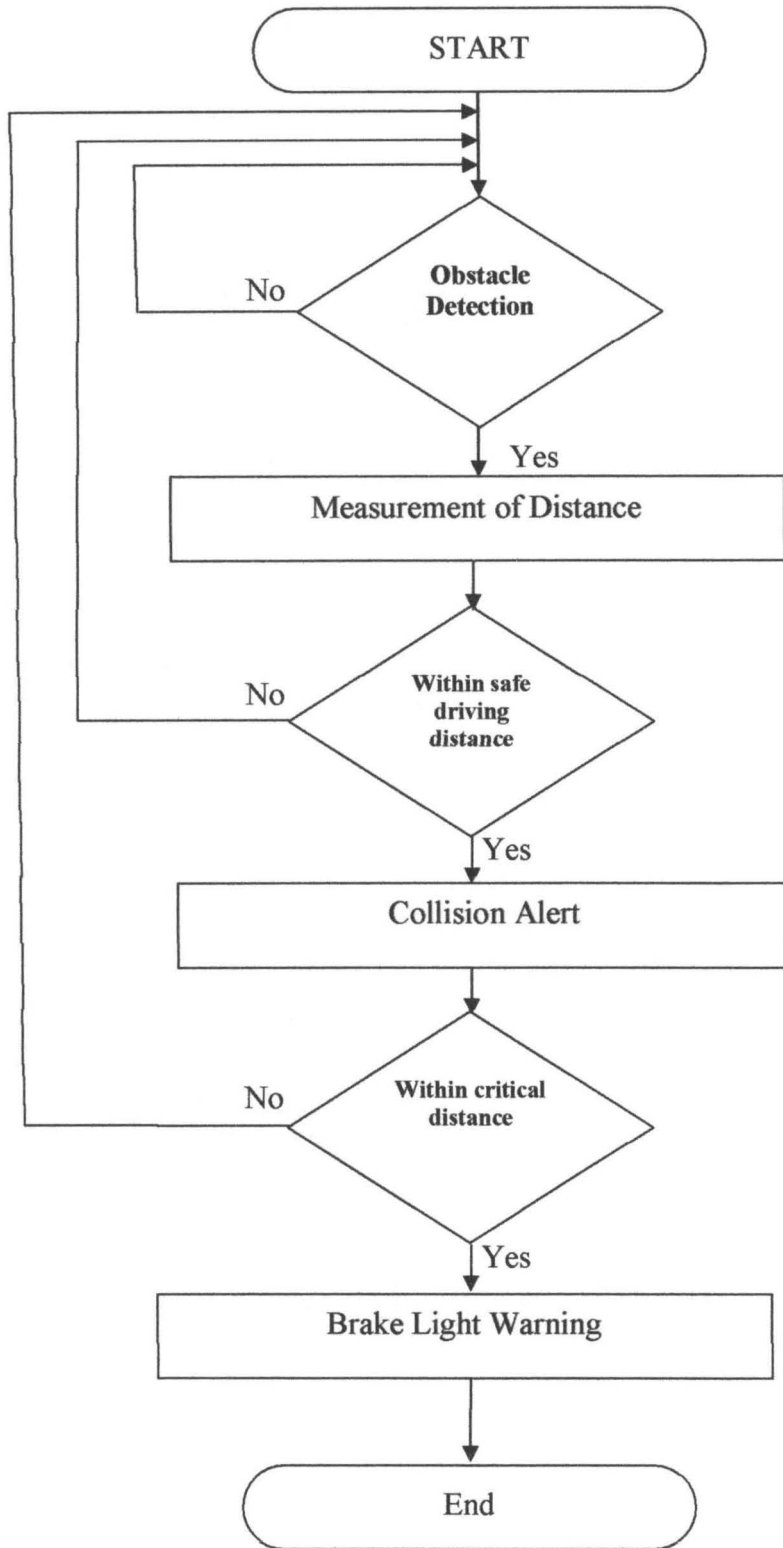 START
No
Obstacle
Detection
Yes
Measurement of Distance
No
Within safe
driving
distance
Yes
Collision Alert
No
Within critical
distance
Yes
Brake Light Warning
End